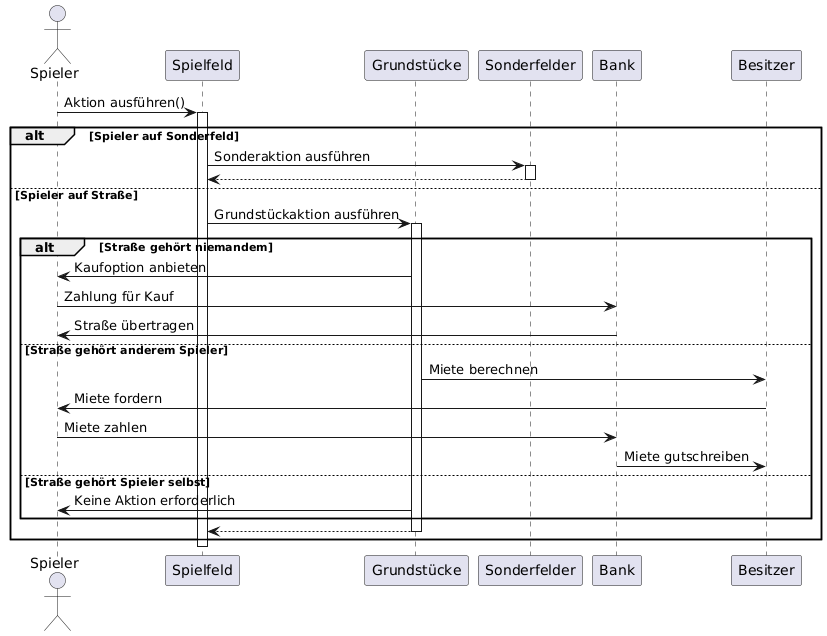 Spieler
Spielfeld
Grundstücke
Sonderfelder
Bank
Besitzer
Aktion ausführen()
alt
[Spieler auf Sonderfeld]
Sonderaktion ausführen
[Spieler auf Straße]
Grundstückaktion ausführen
alt
[Straße gehört niemandem]
Kaufoption anbieten
Zahlung für Kauf
Straße übertragen
[Straße gehört anderem Spieler]
Miete berechnen
Miete fordern
Miete zahlen
Miete gutschreiben
[Straße gehört Spieler selbst]
Keine Aktion erforderlich
Spieler
Spielfeld
Grundstücke
Sonderfelder
Bank
Besitzer